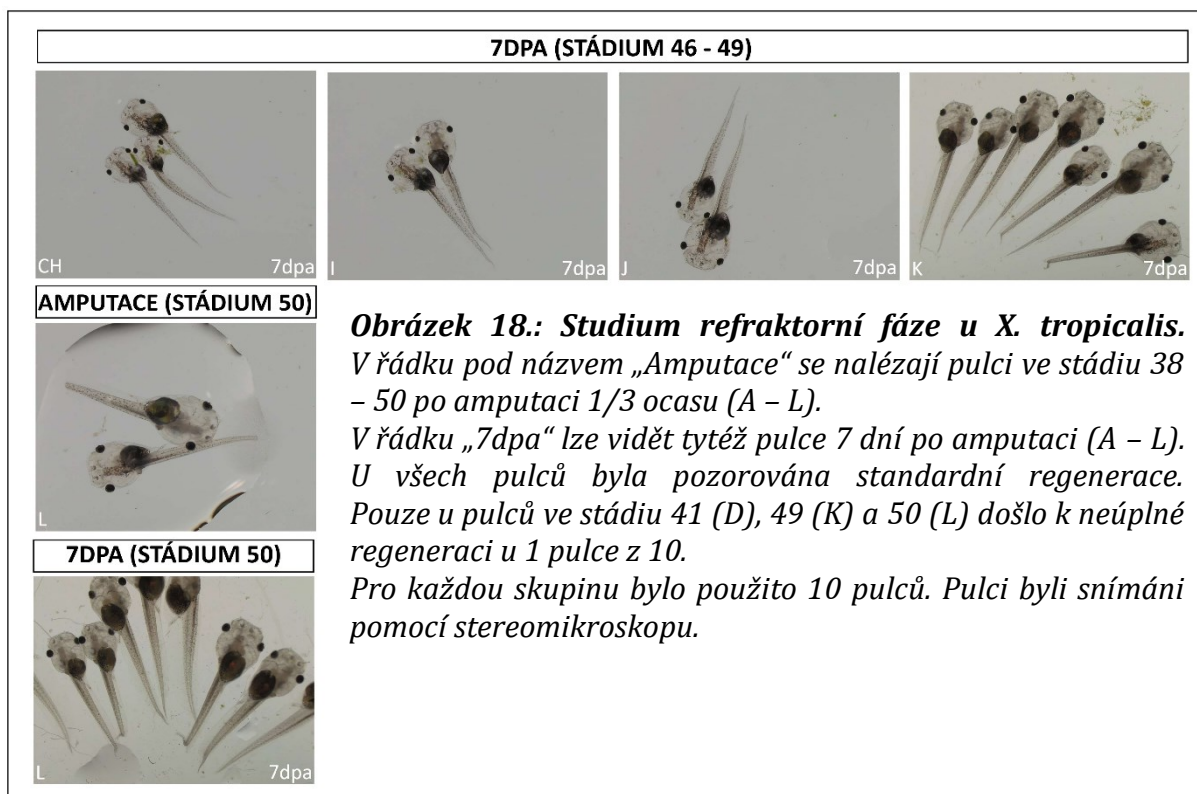 7DPA (STÁDIUM 46 - 49)
CH 7dpa
I 7dpa
J 7dpa
K 7dpa
AMPUTACE (STÁDIUM 50)
L
7DPA (STÁDIUM 50)
L 7dpa
Obrázek 18.: Studium refraktorní fáze u X. tropicalis.
V řádku pod názvem „Amputace“ se nalézají pulci ve stádiu 38
– 50 po amputaci 1/3 ocasu (A – L).
V řádku „7dpa“ lze vidět tytéž pulce 7 dní po amputaci (A – L).
U všech pulců byla pozorována standardní regenerace.
Pouze u pulců ve stádiu 41 (D), 49 (K) a 50 (L) došlo k neúplné
regeneraci u 1 pulce z 10.
Pro každou skupinu bylo použito 10 pulců. Pulci byli snímáni
pomocí stereomikroskopu.